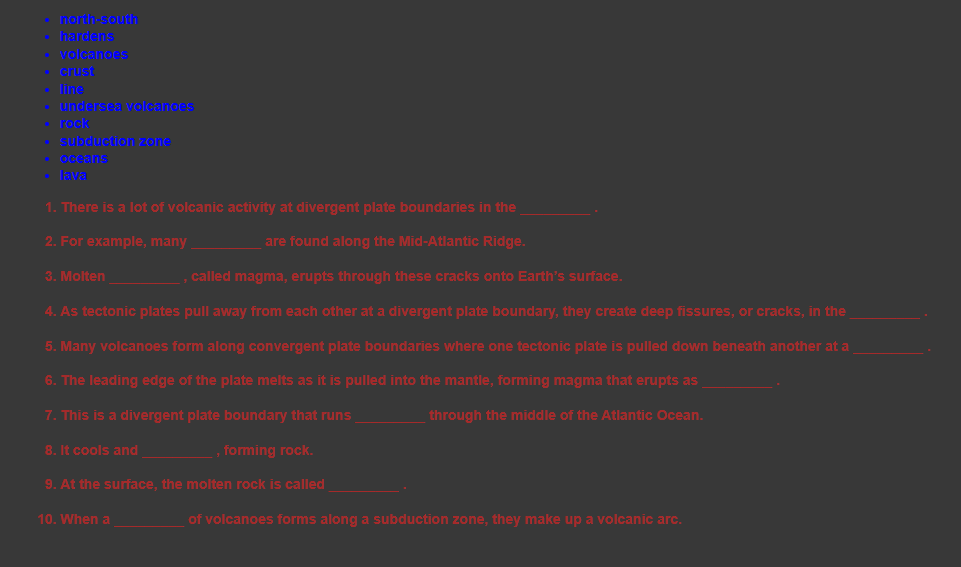 • north-south
• hardens
• volcanoes
• crust
• line
• undersea volcanoes
• rock
• subduction zone
• oceans
• lava
1. There is a lot of volcanic activity at divergent plate boundaries in the _________ .
2. For example, many _________ are found along the Mid-Atlantic Ridge.
3. Molten _________ , called magma, erupts through these cracks onto Earth's surface.
4. As tectonic plates pull away from each other at a divergent plate boundary, they create deep fissures, or cracks, in the _________ .
5. Many volcanoes form along convergent plate boundaries where one tectonic plate is pulled down beneath another at a _________ .
6. The leading edge of the plate melts as it is pulled into the mantle, forming magma that erupts as _________ .
7. This is a divergent plate boundary that runs _________ through the middle of the Atlantic Ocean.
8. It cools and _________ , forming rock.
9. At the surface, the molten rock is called _________ .
10. When a _________ of volcanoes forms along a subduction zone, they make up a volcanic arc.